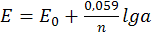 E = E₀ + 0,059/n lga